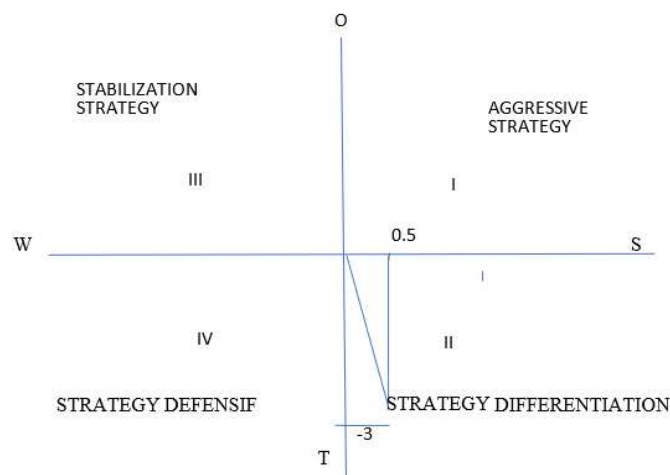 O
STABILIZATION
STRATEGY
AGGRESSIVE
STRATEGY
III
I
0.5
W
S
I
IV
II
STRATEGY DEFENSIF
STRATEGY DIFFERENTIATION
-3
T